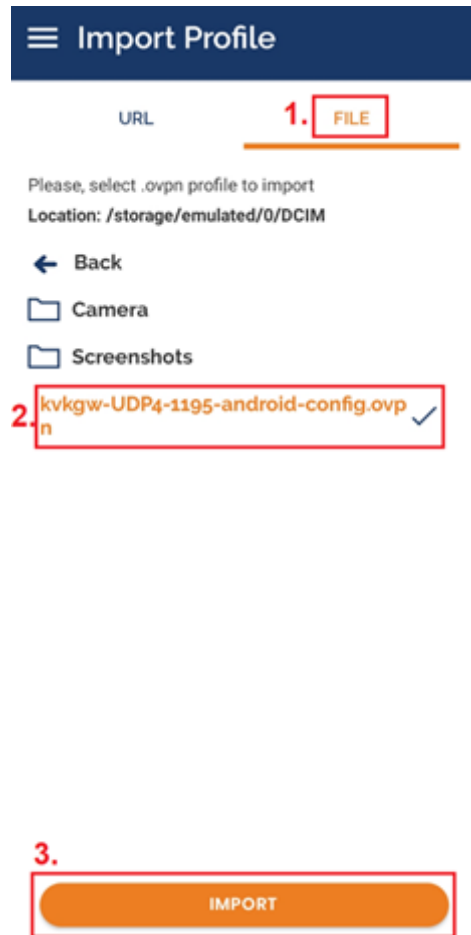 Import Profile
URL
1. FILE
Please, select .ovpn profile to import
Location: /storage/emulated/0/DCIM
Back
Camera
Screenshots
2. kvkgw-UDP4-1195-android-config.ovp
n
3.
IMPORT